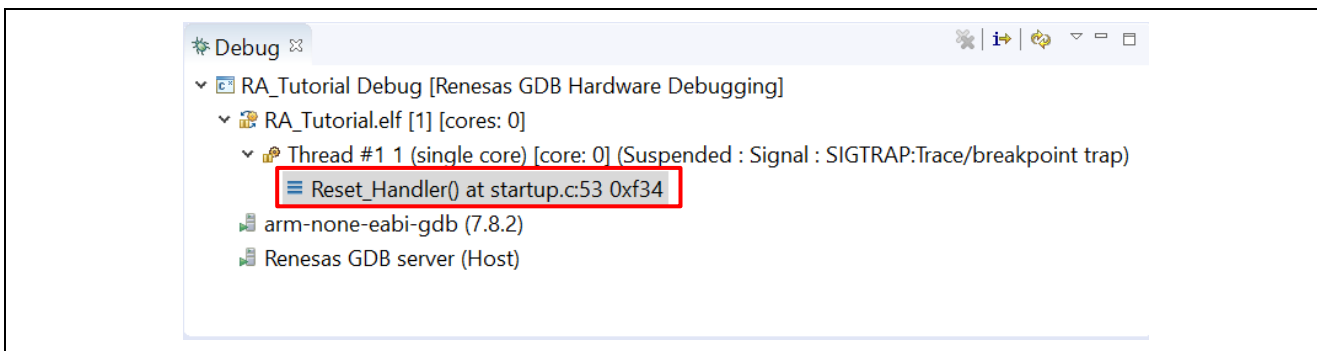 Debug
RA_Tutorial Debug [Renesas GDB Hardware Debugging]
RA_Tutorial.elf [1] [cores: 0]
Thread #1 1 (single core) [core: 0] (Suspended : Signal : SIGTRAP:Trace/breakpoint trap)
Reset_Handler() at startup.c:53 0xf34
arm-none-eabi-gdb (7.8.2)
Renesas GDB server (Host)